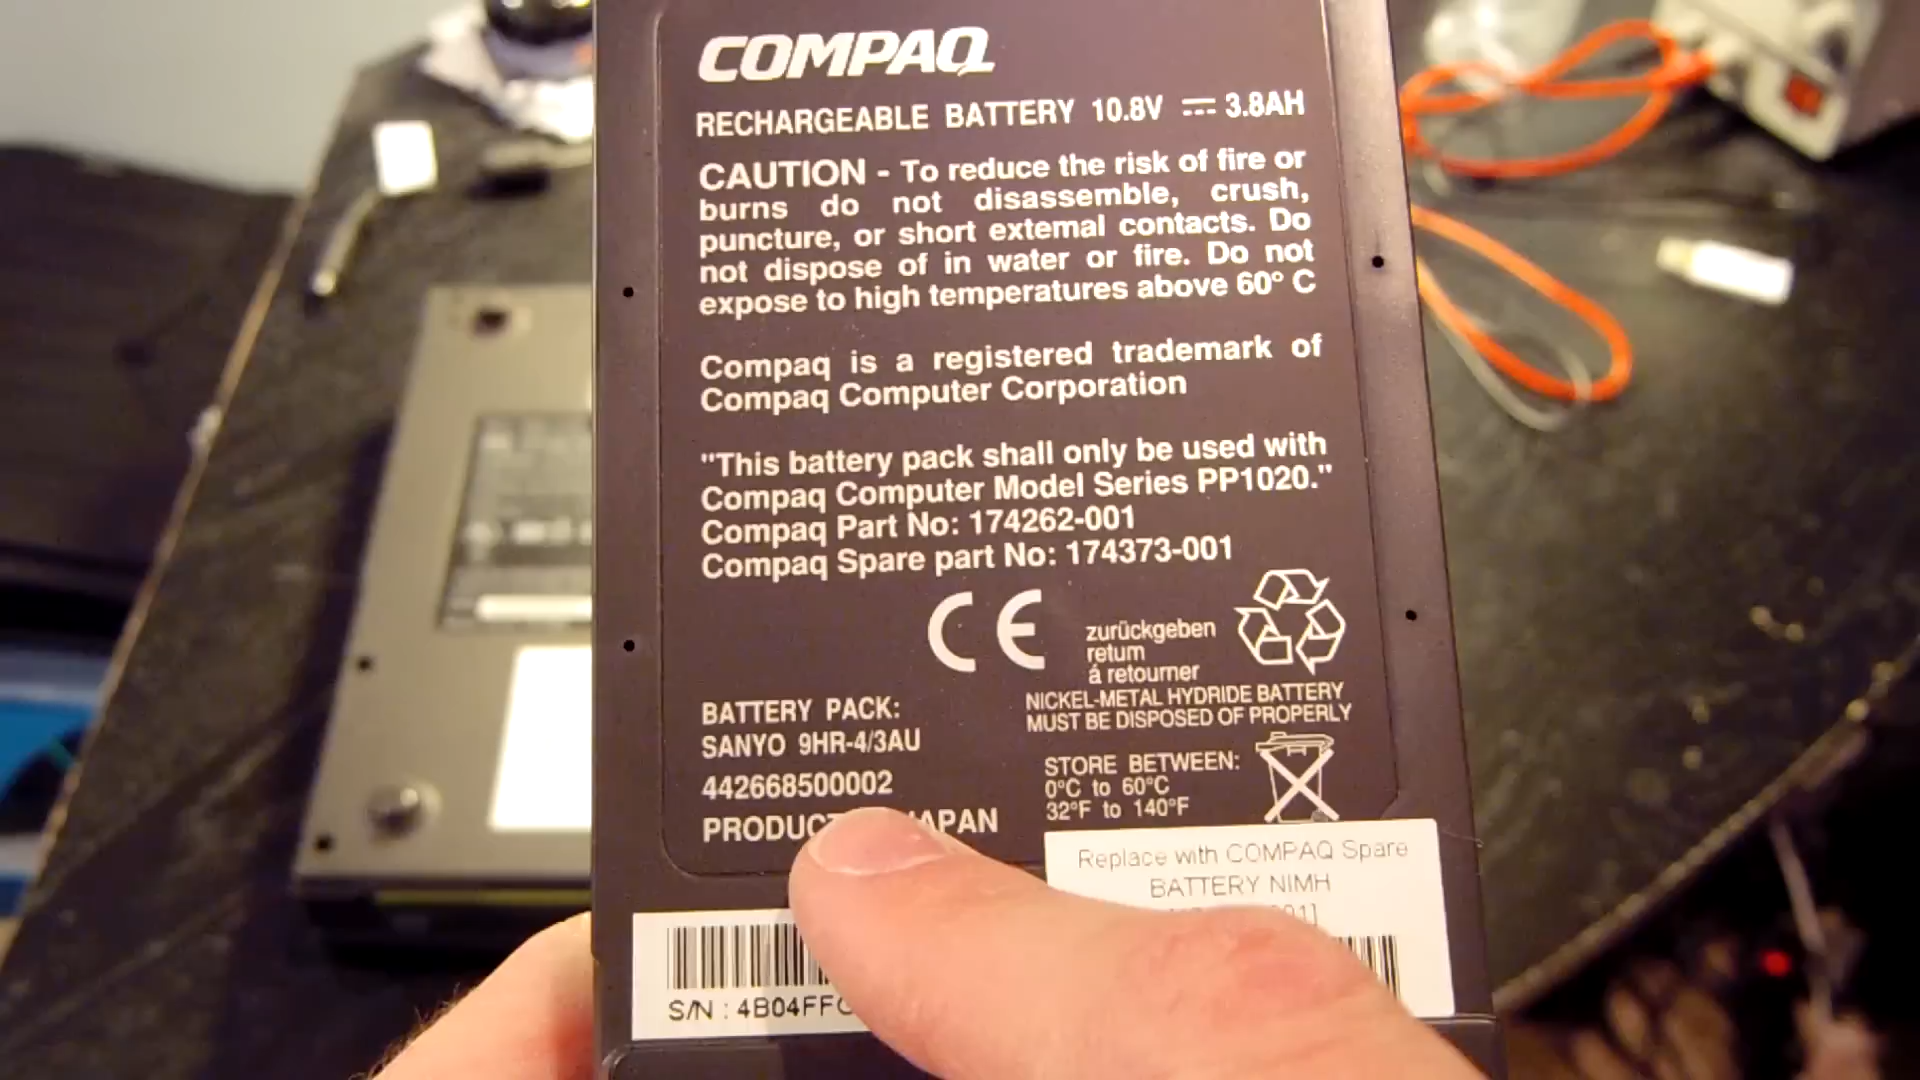 COMPAQ
RECHARGEABLE BATTERY 10.8V 3.8AH
CAUTION - To reduce the risk of fire or
burns do not disassemble, crush,
puncture, or short external contacts. Do
not dispose of in water or fire. Do not
expose to high temperatures above 60° C
Compaq is a registered trademark of
Compaq Computer Corporation
"This battery pack shall only be used with
Compaq Computer Model Series PP1020."
Compaq Part No: 174262-001
Compaq Spare part No: 174373-001
CE
zurückgeben
return
á retourner
NICKEL-METAL HYDRIDE BATTERY
MUST BE DISPOSED OF PROPERLY
BATTERY PACK:
SANYO 9HR-4/3AU
442668500002
STORE BETWEEN:
0°C to 60°C
32°F to 140°F
Replace with COMPAQ Spare
BATTERY NIMH
S/N :